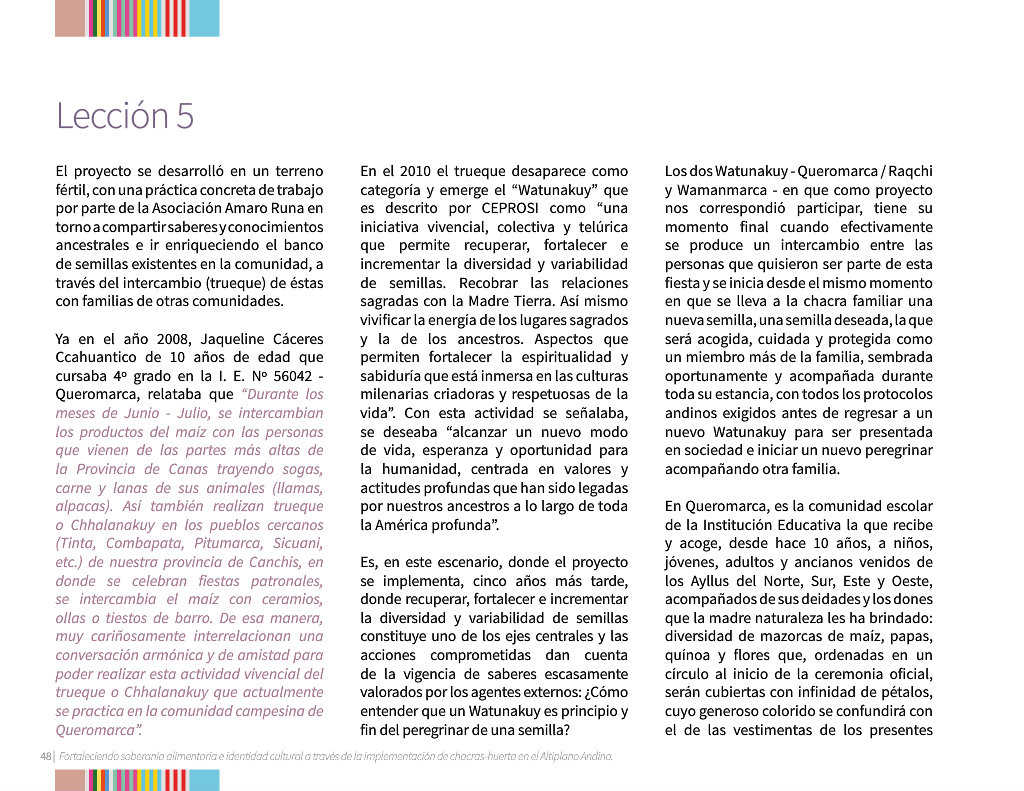 Lección 5
El proyecto se desarrolló en un terreno
fértil, con una práctica concreta de trabajo
por parte de la Asociación Amaro Runa en
torno a compartir saberes y conocimientos
ancestrales e ir enriqueciendo el banco
de semillas existentes en la comunidad, a
través del intercambio (trueque) de éstas
con familias de otras comunidades.
Ya en el año 2008, Jaqueline Cáceres
Ccahuantico de 10 años de edad que
cursaba 4º grado en la I. E. Nº 56042 -
Queromarca, relataba que “Durante los
meses de Junio - Julio, se intercambian
los productos del maíz con las personas
que vienen de las partes más altas de
la Provincia de Canas trayendo sogas,
carne y lanas de sus animales (llamas,
alpacas). Así también realizan trueque
o Chhalanakuy en los pueblos cercanos
(Tinta, Combapata, Pitumarca, Sicuani,
etc.) de nuestra provincia de Canchis, en
donde se celebran fiestas patronales,
se intercambia el maíz con ceramios,
ollas o tiestos de barro. De esa manera,
muy cariñosamente interrelacionan una
conversación armónica y de amistad para
poder realizar esta actividad vivencial del
trueque o Chhalanakuy que actualmente
se practica en la comunidad campesina de
Queromarca”.
En el 2010 el trueque desaparece como
categoría y emerge el “Watunakuy” que
es descrito por CEPROSI como “una
iniciativa vivencial, colectiva y telúrica
que permite recuperar, fortalecer e
incrementar la diversidad y variabilidad
de semillas. Recobrar las relaciones
sagradas con la Madre Tierra. Así mismo
vivificar la energía de los lugares sagrados
y la de los ancestros. Aspectos que
permiten fortalecer la espiritualidad y
sabiduría que está inmersa en las culturas
milenarias criadoras y respetuosas de la
vida”. Con esta actividad se señalaba,
se deseaba “alcanzar un nuevo modo
de vida, esperanza y oportunidad para
la humanidad, centrada en valores y
actitudes profundas que han sido legadas
por nuestros ancestros a lo largo de toda
la América profunda”.
Es, en este escenario, donde el proyecto
se implementa, cinco años más tarde,
donde recuperar, fortalecer e incrementar
la diversidad y variabilidad de semillas
constituye uno de los ejes centrales y las
acciones comprometidas dan cuenta
de la vigencia de saberes escasamente
valorados por los agentes externos: ¿Cómo
entender que un Watunakuy es principio y
fin del peregrinar de una semilla?
Los dos Watunakuy - Queromarca / Raqchi
y Wamanmarca - en que como proyecto
nos correspondió participar, tiene su
momento final cuando efectivamente
se produce un intercambio entre las
personas que quisieron ser parte de esta
fiesta y se inicia desde el mismo momento
en que se lleva a la chacra familiar una
nueva semilla, una semilla deseada, la que
será acogida, cuidada y protegida como
un miembro más de la familia, sembrada
oportunamente y acompañada durante
toda su estancia, con todos los protocolos
andinos exigidos antes de regresar a un
nuevo Watunakuy para ser presentada
en sociedad e iniciar un nuevo peregrinar
acompañando otra familia.
En Queromarca, es la comunidad escolar
de la Institución Educativa la que recibe
y acoge, desde hace 10 años, a niños,
jóvenes, adultos y ancianos venidos de
los Ayllus del Norte, Sur, Este y Oeste,
acompañados de sus deidades y los dones
que la madre naturaleza les ha brindado:
diversidad de mazorcas de maíz, papas,
quínoa y flores que, ordenadas en un
círculo al inicio de la ceremonia oficial,
serán cubiertas con infinidad de pétalos,
cuyo generoso colorido se confundirá con
el de las vestimentas de los presentes
48 | Fortaleciendo soberanía alimentaria e identidad cultural a través de la implementación de chacras-huerta en el Altiplano Andino.